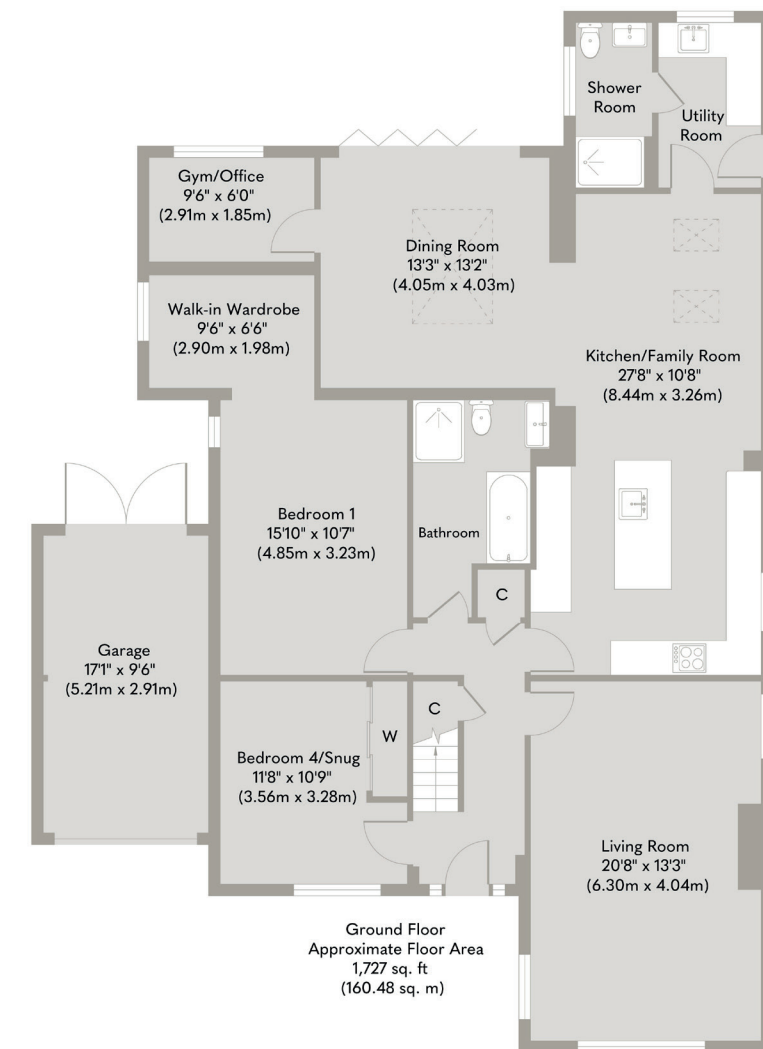 Shower
Room
Utility
Room
Gym/Office
9'6" x 6'0"
(2.91m x 1.85m)
Dining Room
13'3" x 13'2"
(4.05m x 4.03m)
Walk-in Wardrobe
9'6" x 6'6"
(2.90m x 1.98m)
Kitchen/Family Room
27'8" x 10'8"
(8.44m x 3.26m)
Bedroom 1
15'10" x 10'7"
(4.85m x 3.23m)
Bathroom
C
Garage
17'1" x 9'6"
(5.21m x 2.91m)
C
W
Bedroom 4/Snug
11'8" x 10'9"
(3.56m x 3.28m)
Living Room
20'8" x 13'3"
(6.30m x 4.04m)
Ground Floor
Approximate Floor Area
1,727 sq. ft
(160.48 sq. m)